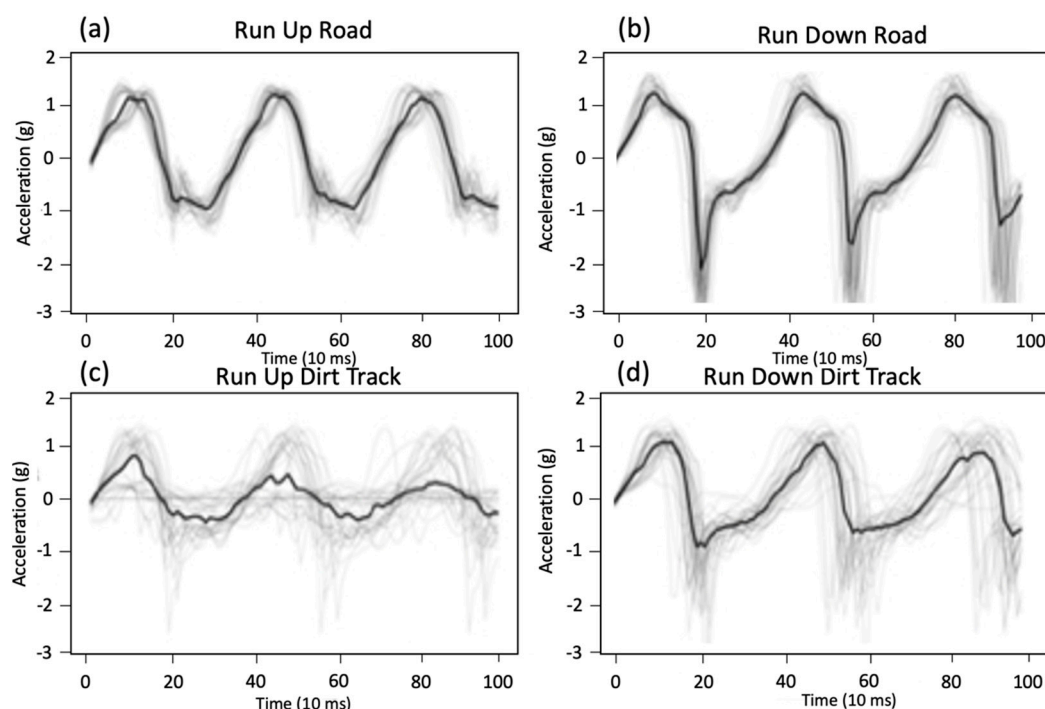 (a)
Run Up Road
2
1
0
-1
-2
-3
Acceleration (g)
0 20 40 60 80 100
Time (10 ms)
(b)
Run Down Road
2
1
0
-1
-2
-3
Acceleration (g)
0 20 40 60 80 100
Time (10 ms)
(c)
Run Up Dirt Track
2
1
0
-1
-2
-3
Acceleration (g)
0 20 40 60 80 100
Time (10 ms)
(d)
Run Down Dirt Track
2
1
0
-1
-2
-3
Acceleration (g)
0 20 40 60 80 100
Time (10 ms)